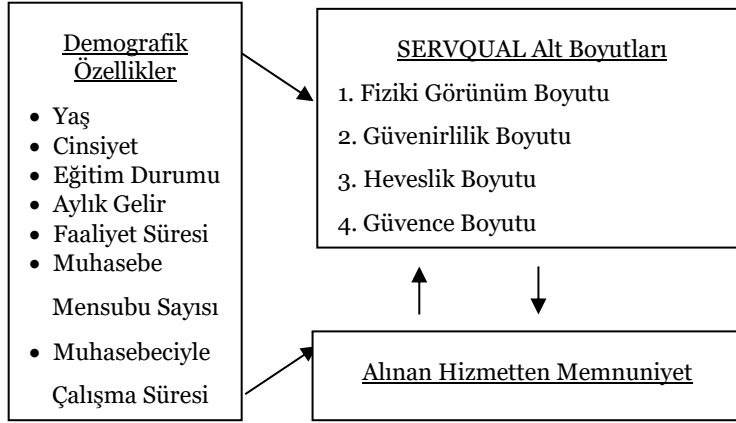 Demografik
Özellikler
• Yaş
• Cinsiyet
• Eğitim Durumu
• Aylık Gelir
• Faaliyet Süresi
• Muhasebe
Mensubu Sayısı
• Muhasebeciyle
Çalışma Süresi
SERVQUAL Alt Boyutları
1. Fiziki Görünüm Boyutu
2. Güvenirlilik Boyutu
3. Heveslik Boyutu
4. Güvence Boyutu
Alınan Hizmetten Memnuniyet